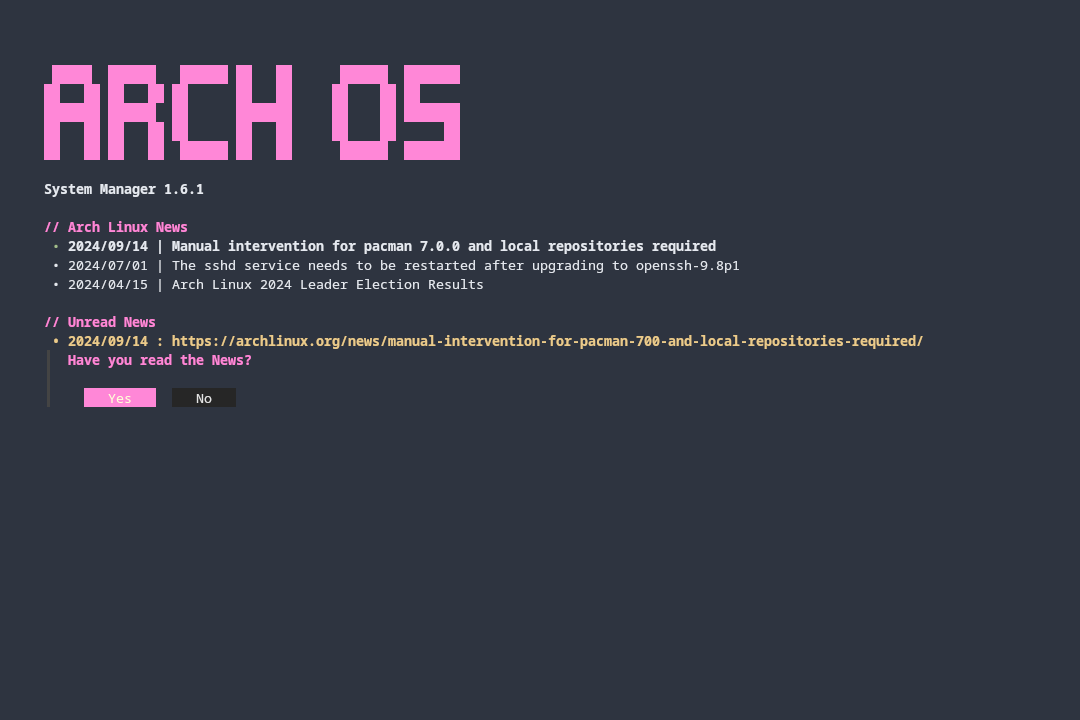 ARCH OS
System Manager 1.6.1
// Arch Linux News
• 2024/09/14 | Manual intervention for pacman 7.0.0 and local repositories required
• 2024/07/01 | The sshd service needs to be restarted after upgrading to openssh-9.8p1
• 2024/04/15 | Arch Linux 2024 Leader Election Results
// Unread News
• 2024/09/14 : https://archlinux.org/news/manual-intervention-for-pacman-700-and-local-repositories-required/
Have you read the News?
Yes No